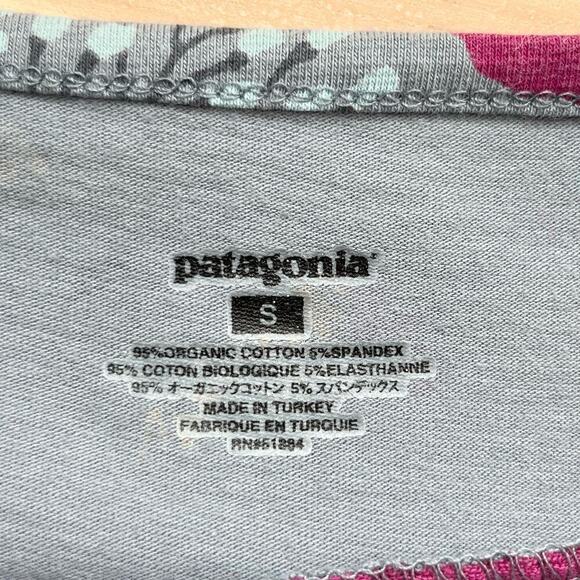 patagonia®
S
95%ORGANIC COTTON 5%SPANDEX
95% COTON BIOLOGIQUE 5%ELASTHANNE
95% オーガニックコットン 5% スパンデックス
MADE IN TURKEY
FABRIQUE EN TURQUIE
RN#51884